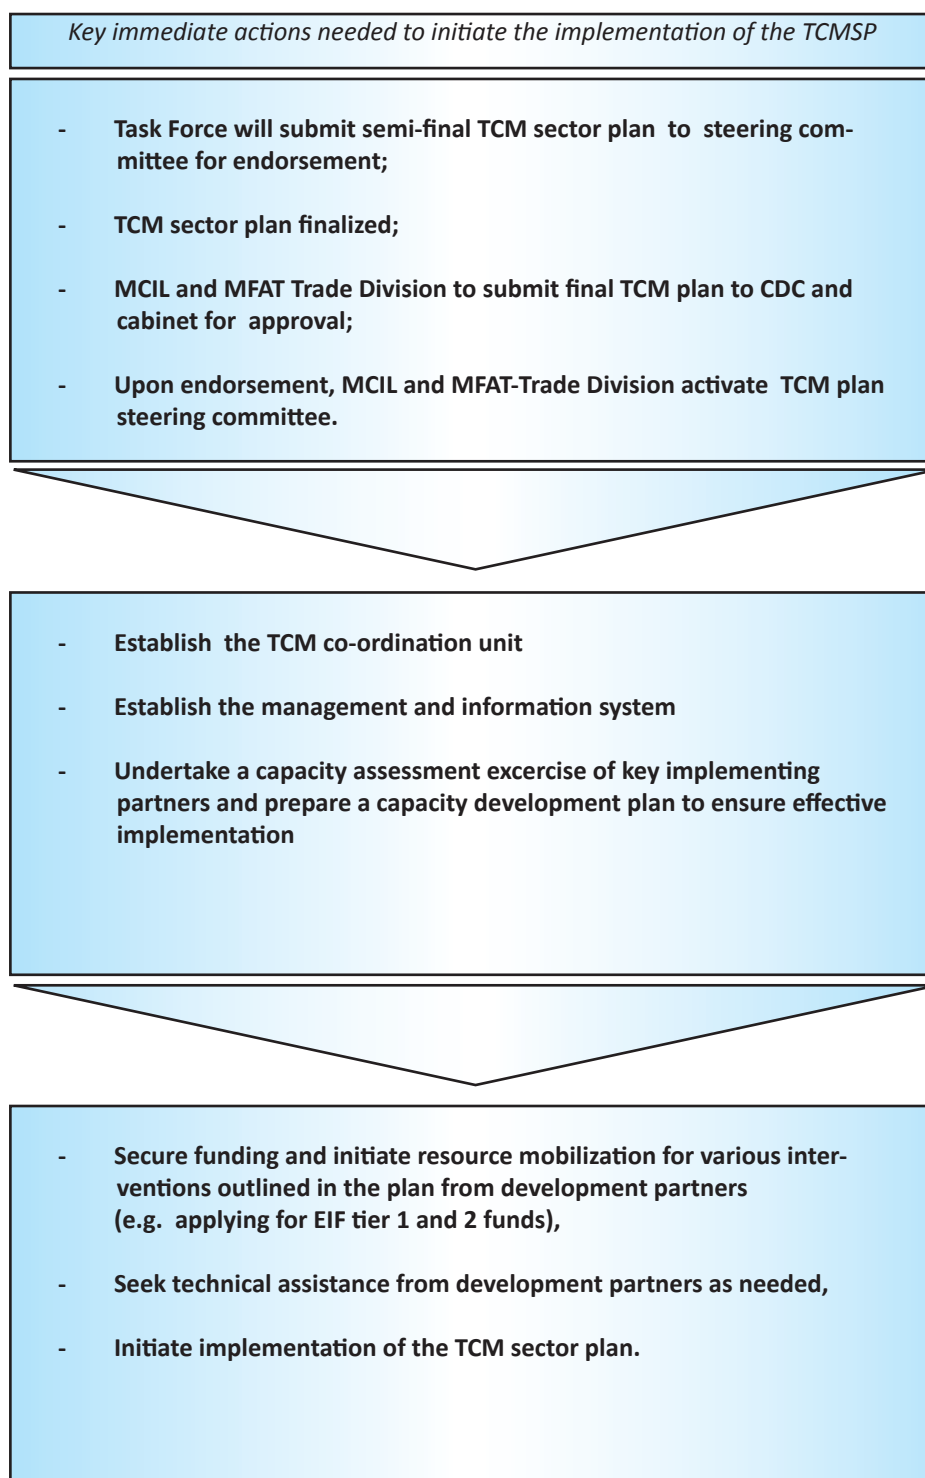 Key immediate actions needed to initiate the implementation of the TCMSP
- Task Force will submit semi-final TCM sector plan to steering com-
mittee for endorsement;
- TCM sector plan finalized;
- MCIL and MFAT Trade Division to submit final TCM plan to CDC and
cabinet for approval;
- Upon endorsement, MCIL and MFAT-Trade Division activate TCM plan
steering committee.
- Establish the TCM co-ordination unit
- Establish the management and information system
- Undertake a capacity assessment excercise of key implementing
partners and prepare a capacity development plan to ensure effective
implementation
- Secure funding and initiate resource mobilization for various inter-
ventions outlined in the plan from development partners
(e.g. applying for EIF tier 1 and 2 funds),
- Seek technical assistance from development partners as needed,
- Initiate implementation of the TCM sector plan.